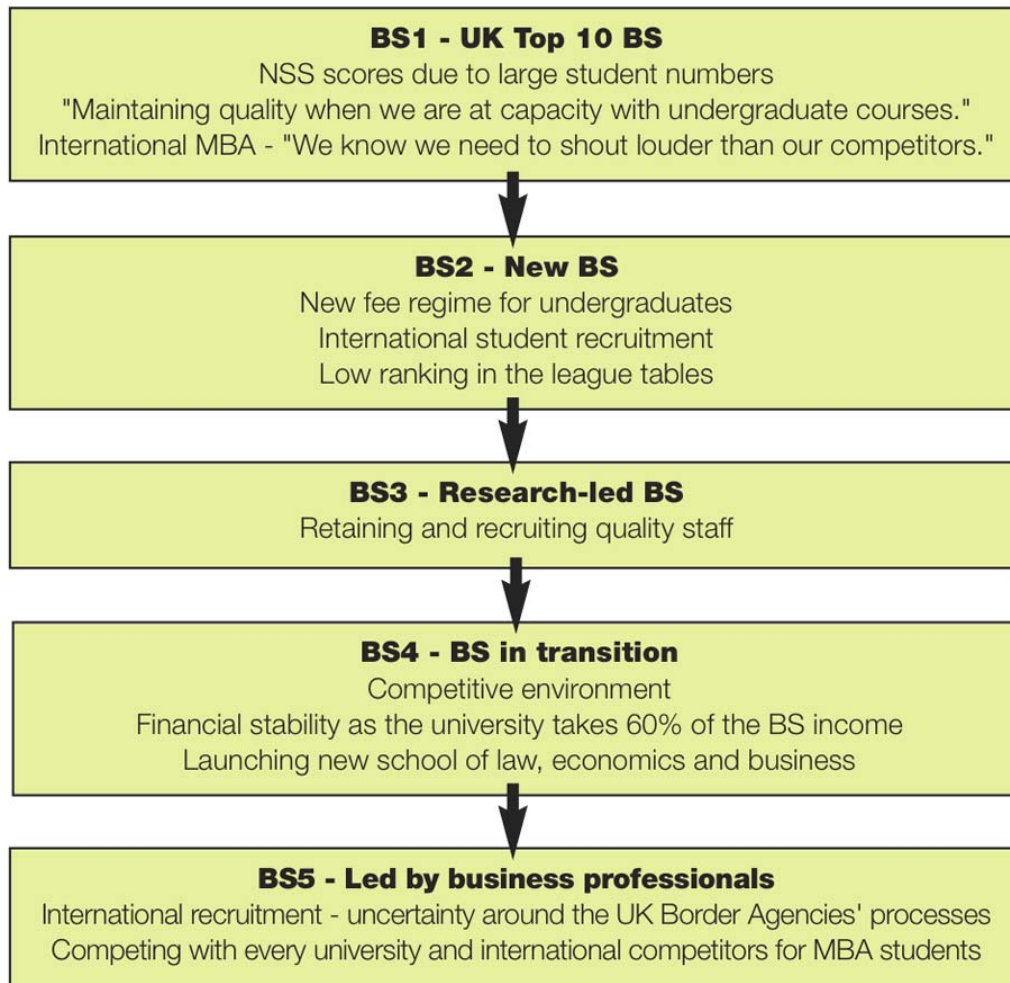 BS1 - UK Top 10 BS
NSS scores due to large student numbers
"Maintaining quality when we are at capacity with undergraduate courses."
International MBA - "We know we need to shout louder than our competitors."
BS2 - New BS
New fee regime for undergraduates
International student recruitment
Low ranking in the league tables
BS3 - Research-led BS
Retaining and recruiting quality staff
BS4 - BS in transition
Competitive environment
Financial stability as the university takes 60% of the BS income
Launching new school of law, economics and business
BS5 - Led by business professionals
International recruitment - uncertainty around the UK Border Agencies' processes
Competing with every university and international competitors for MBA students